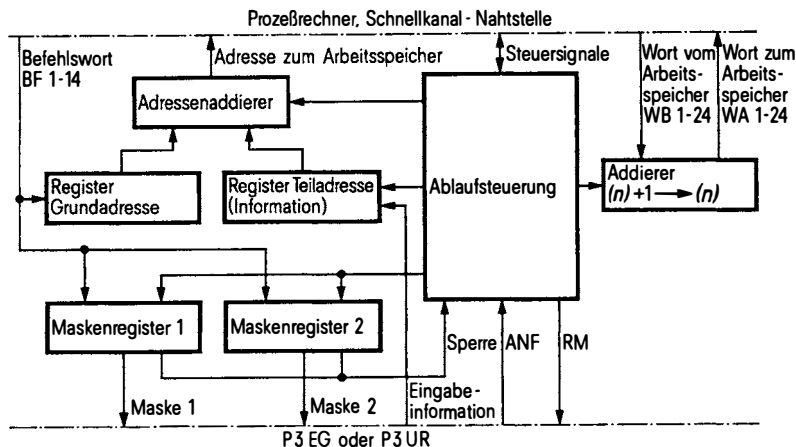 Prozeßrechner, Schnellkanal-Nahtstelle
Befehlswort
BF 1-14
Adresse zum Arbeitsspeicher
Steuersignale
Wort vom
Arbeits-
speicher
WB 1-24
Wort zum
Arbeits-
speicher
WA 1-24
Adressenaddierer
Register
Grundadresse
Register Teiladresse
(Information)
Ablaufsteuerung
Addierer
(n) +1 → (n)
Maskenregister 1
Maskenregister 2
Sperre
ANF
RM
Maske 1
Maske 2
Eingabe-
information
P3 EG oder P3 UR